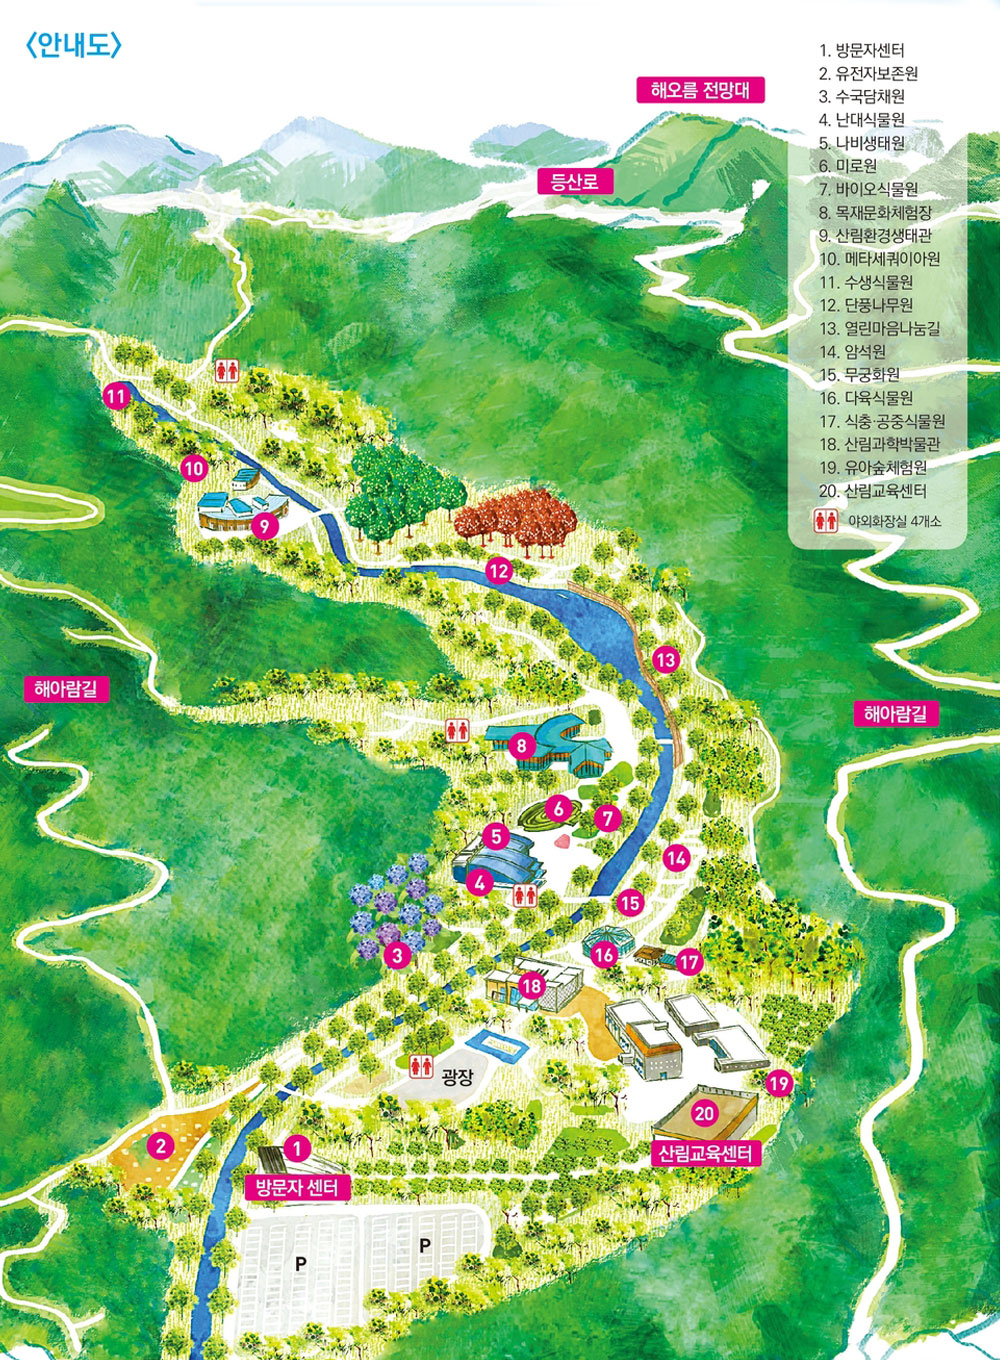 〈안내도〉
1. 방문자센터
2. 유전자보존원
3. 수국담채원
4. 난대식물원
5. 나비생태원
6. 미로원
7. 바이오식물원
8. 목재문화체험장
9. 산림환경생태관
10. 메타세쿼이아원
11. 수생식물원
12. 단풍나무원
13. 열린마음나눔길
14. 암석원
15. 무궁화원
16. 다육식물원
17. 식충·공중식물원
18. 산림과학박물관
19. 유아숲체험원
20. 산림교육센터
야외화장실 4개소
해오름 전망대
등산로
11
10
9
12
13
해아람길
해아람길
8
6
7
5
4
14
15
3
16
17
18
광장
19
20
산림교육센터
2
1
방문자 센터
P
P